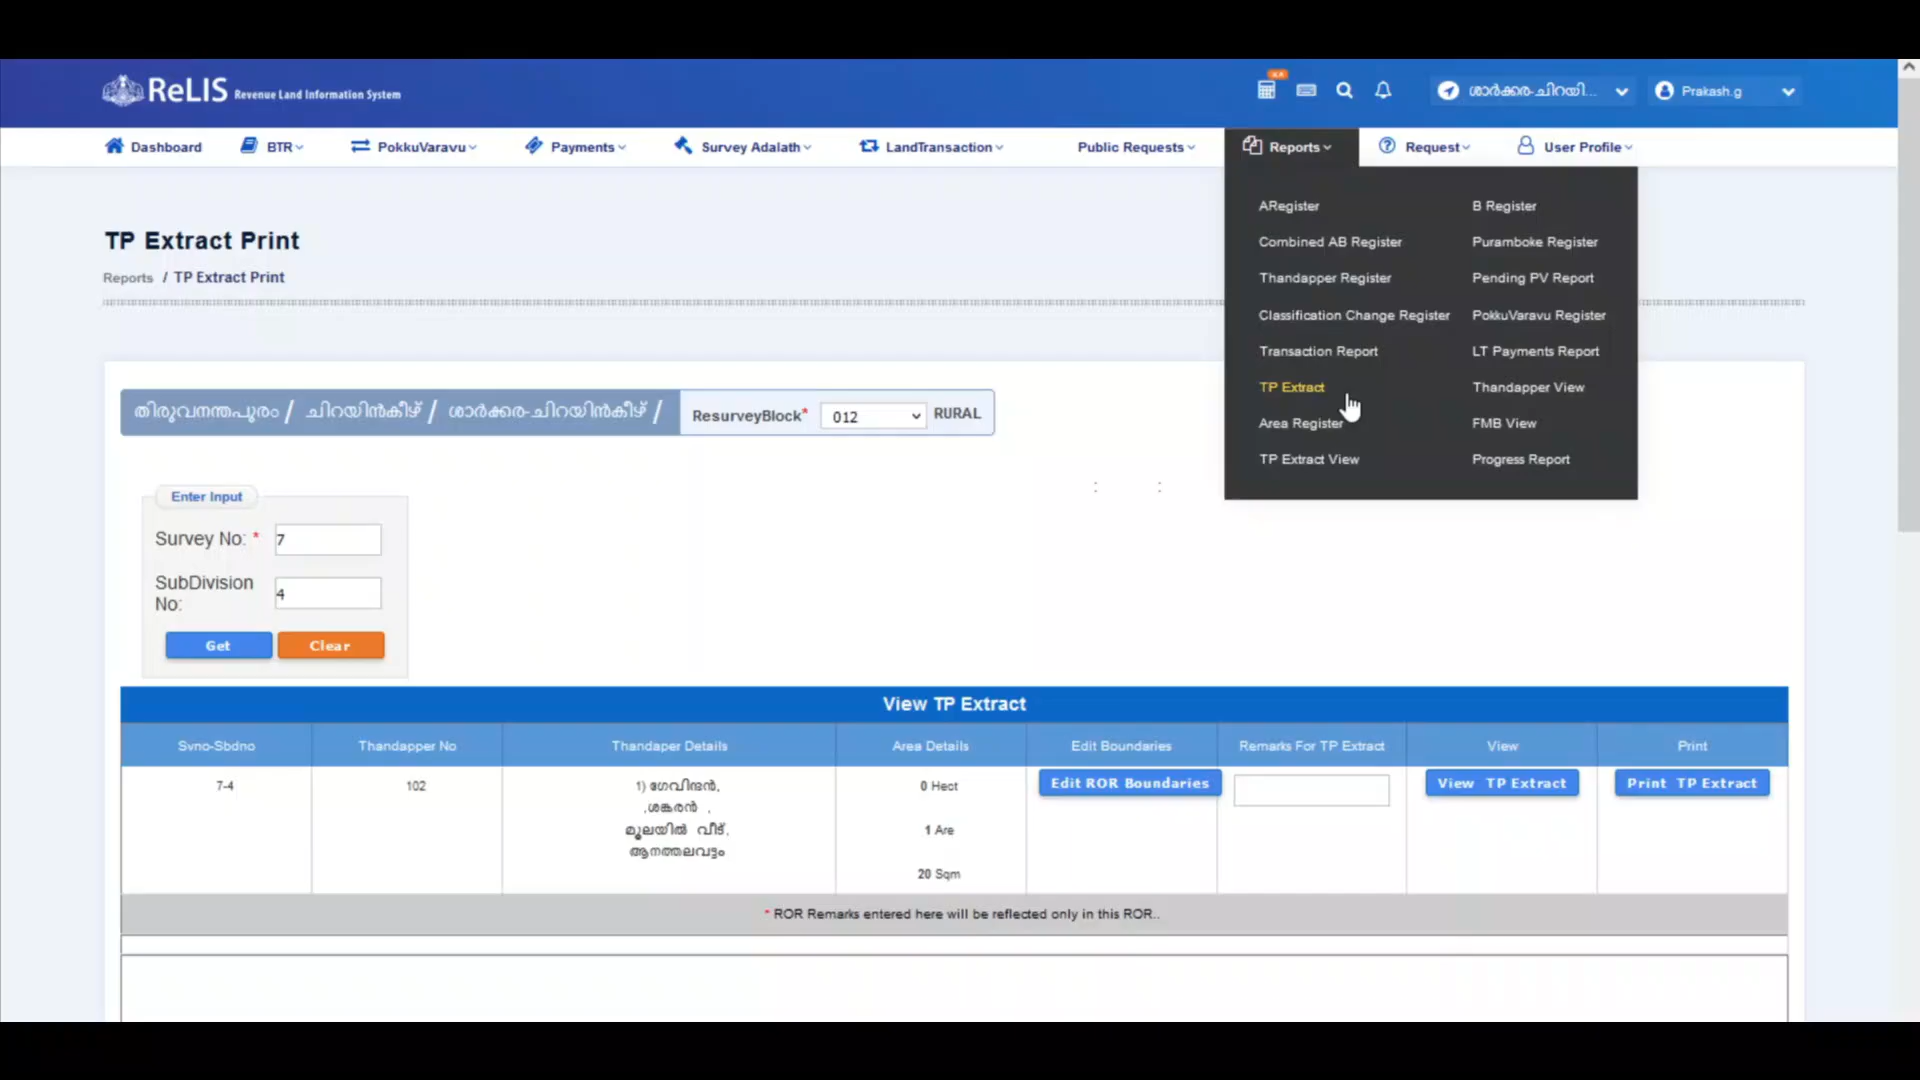 ReLIS Revenue Land Information System
ശാർക്കര-ചിറയി... Prakash.g
Dashboard BTR PokkuVaravu Payments Survey Adalath LandTransaction Public Requests Reports Request User Profile
ARegister B Register
Combined AB Register Puramboke Register
Thandapper Register Pending PV Report
Classification Change Register PokkuVaravu Register
Transaction Report LT Payments Report
TP Extract Thandapper View
Area Register FMB View
TP Extract View Progress Report
TP Extract Print
Reports / TP Extract Print
തിരുവനന്തപുരം / ചിറയിൻകീഴ് / ശാർക്കര-ചിറയിൻകീഴ് / ResurveyBlock* 012 RURAL
: :
Enter Input
Survey No: * 7
SubDivision
No: 4
Get Clear
View TP Extract
Svno-Sbdno Thandapper No Thandaper Details Area Details Edit Boundaries Remarks For TP Extract View Print
7-4 102 1) ഗേവിന്ദൻ, 0 Hect Edit ROR Boundaries View TP Extract Print TP Extract
,ശങ്കരൻ ,
മൂലയിൽ വീട്, 1 Are
ആനത്തലവട്ടം
20 Sqm
* ROR Remarks entered here will be reflected only in this ROR..